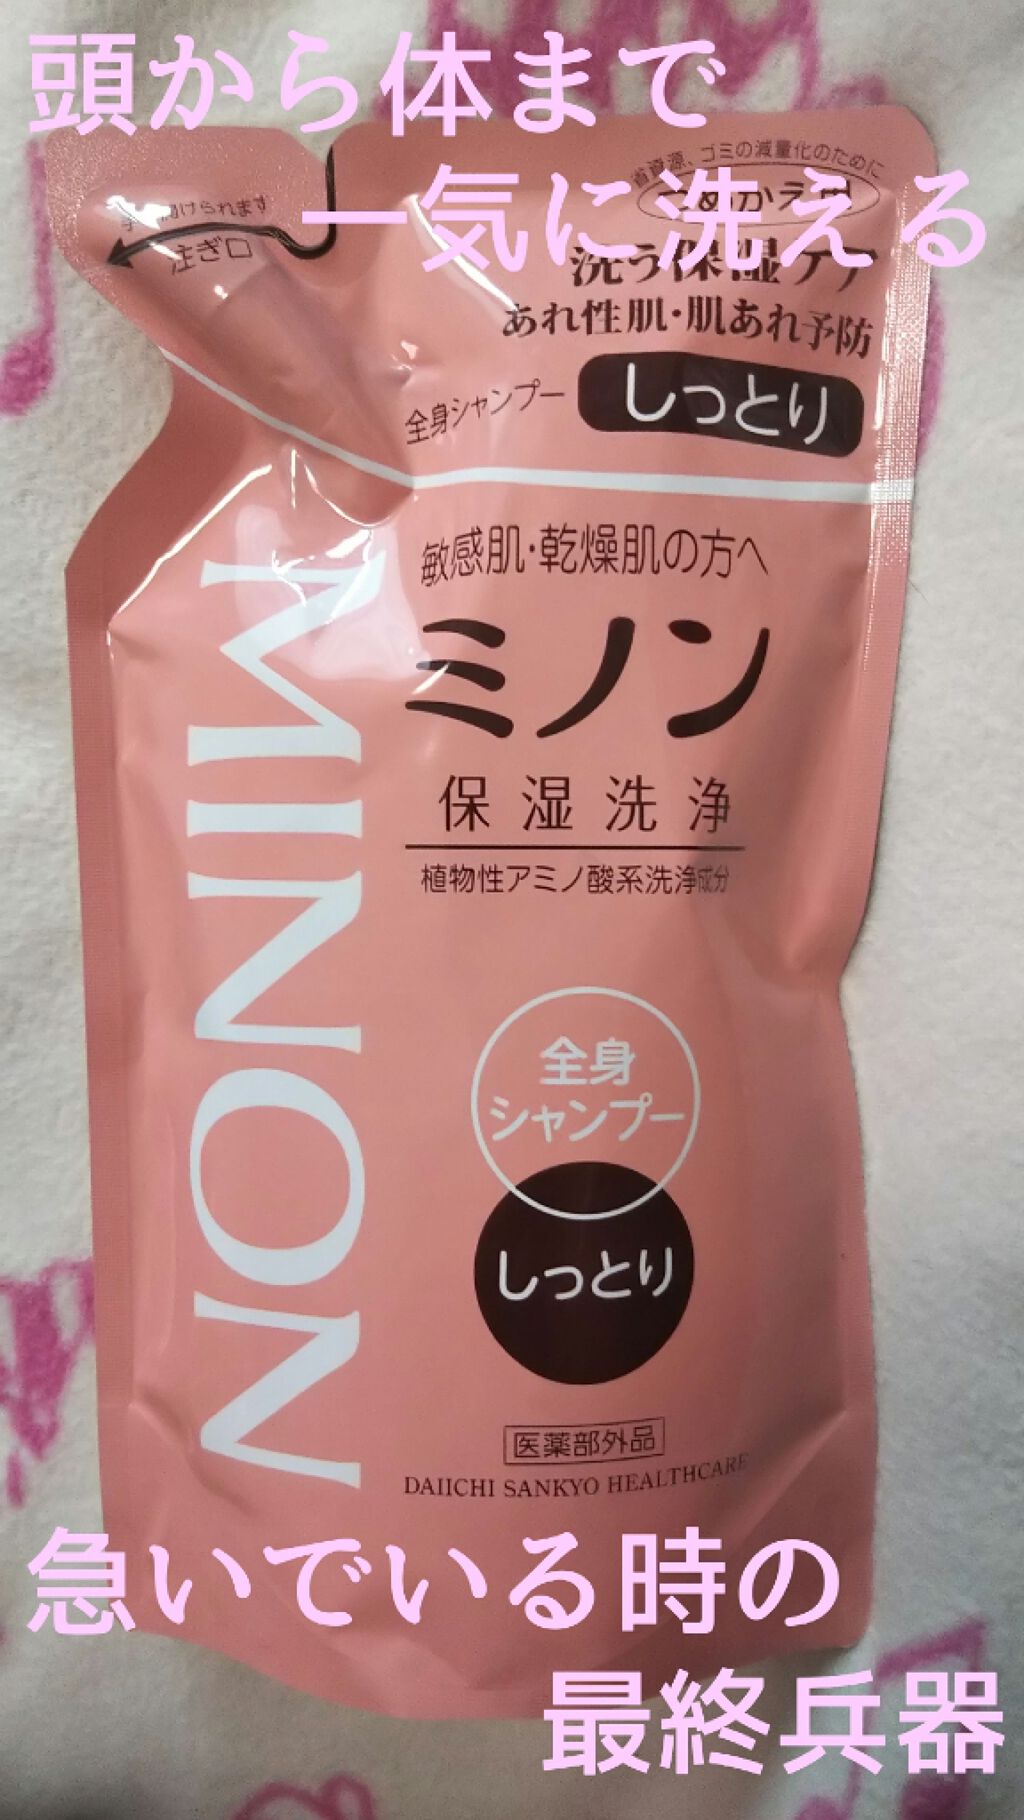 頭から体まで
一気に洗える
省資源、ゴミの減量化のために
つめかえ用
注ぎ口
洗う保湿ケア
あれ性肌・肌あれ予防
全身シャンプー
しっとり
敏感肌・乾燥肌の方へ
ミノン
MINON
保湿洗浄
植物性アミノ酸系洗浄成分
全身
シャンプー
しっとり
医薬部外品
DAIICHI SANKYO HEALTHCARE
急いでいる時の
最終兵器